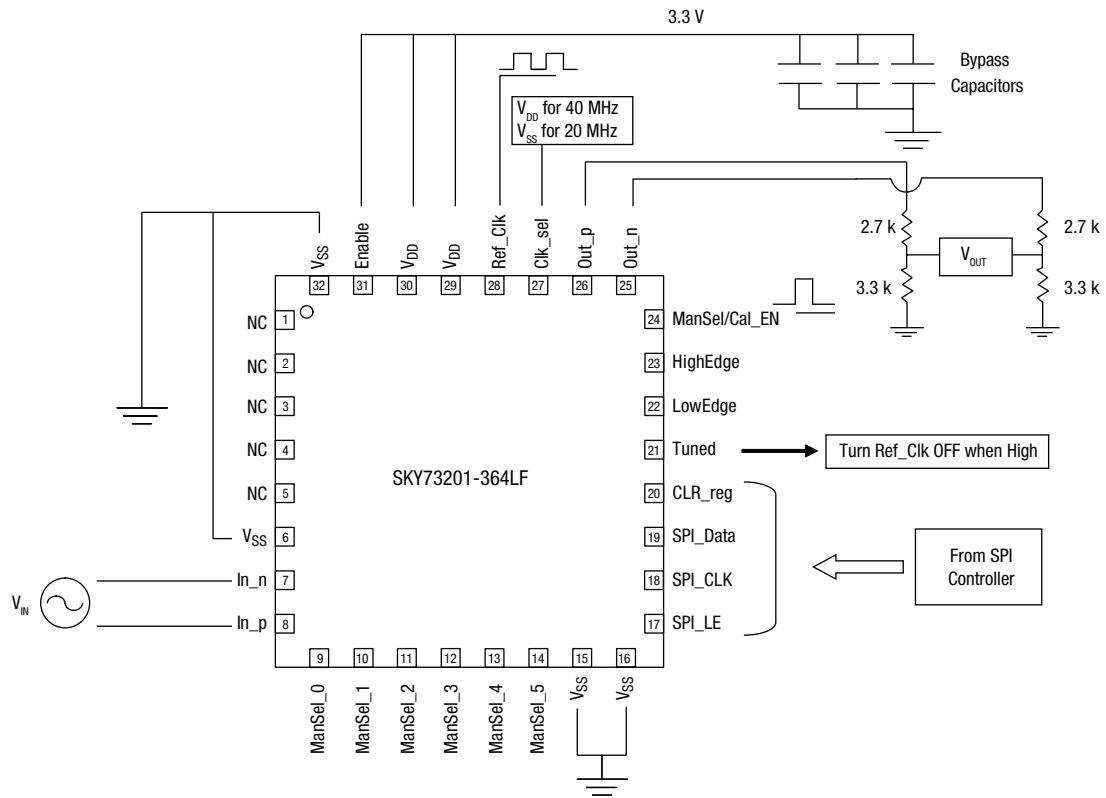 3.3 V
Bypass
Capacitors
V_DD for 40 MHz
V_SS for 20 MHz
V_SS
Enable
V_DD
V_DD
Ref_Clk
Clk_sel
Out_p
Out_n
32
31
30
29
28
27
26
25
2.7 k
2.7 k
V_OUT
3.3 k
3.3 k
NC
1
NC
2
NC
3
NC
4
NC
5
V_SS
6
In_n
7
In_p
8
V_IN
SKY73201-364LF
24
ManSel/Cal_EN
23
HighEdge
22
LowEdge
21
Tuned
Turn Ref_Clk OFF when High
20
CLR_reg
19
SPI_Data
18
SPI_CLK
17
SPI_LE
From SPI
Controller
9
10
11
12
13
14
15
16
ManSel_0
ManSel_1
ManSel_2
ManSel_3
ManSel_4
ManSel_5
V_SS
V_SS